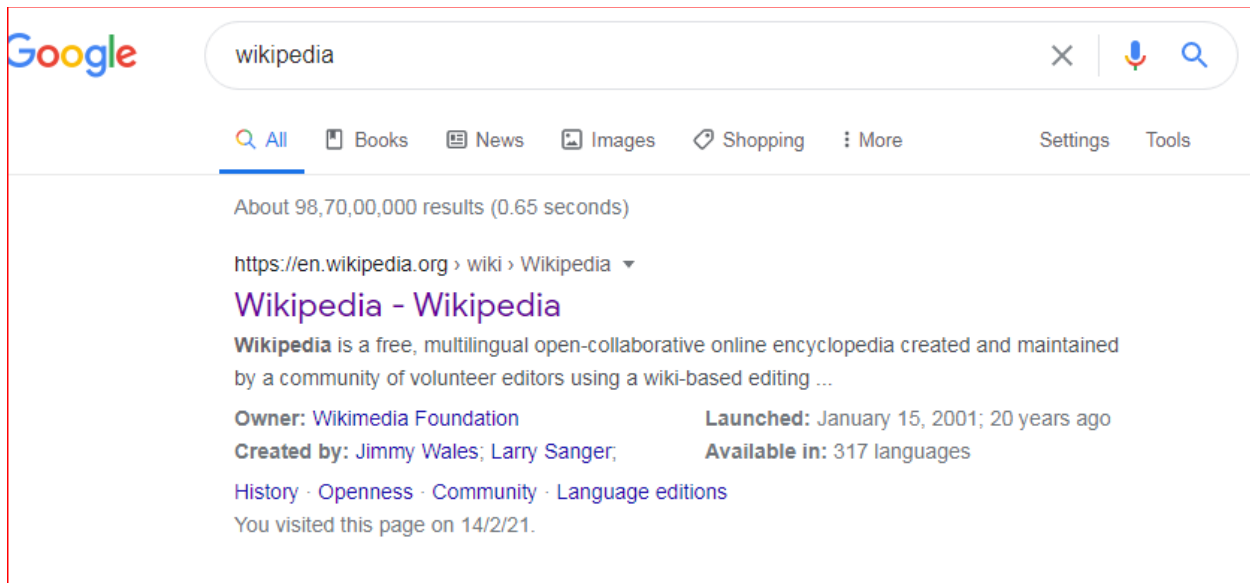 Google
wikipedia
All Books News Images Shopping More Settings Tools
About 98,70,00,000 results (0.65 seconds)
https://en.wikipedia.org › wiki › Wikipedia
Wikipedia - Wikipedia
Wikipedia is a free, multilingual open-collaborative online encyclopedia created and maintained
by a community of volunteer editors using a wiki-based editing ...
Owner: Wikimedia Foundation Launched: January 15, 2001; 20 years ago
Created by: Jimmy Wales; Larry Sanger; Available in: 317 languages
History · Openness · Community · Language editions
You visited this page on 14/2/21.